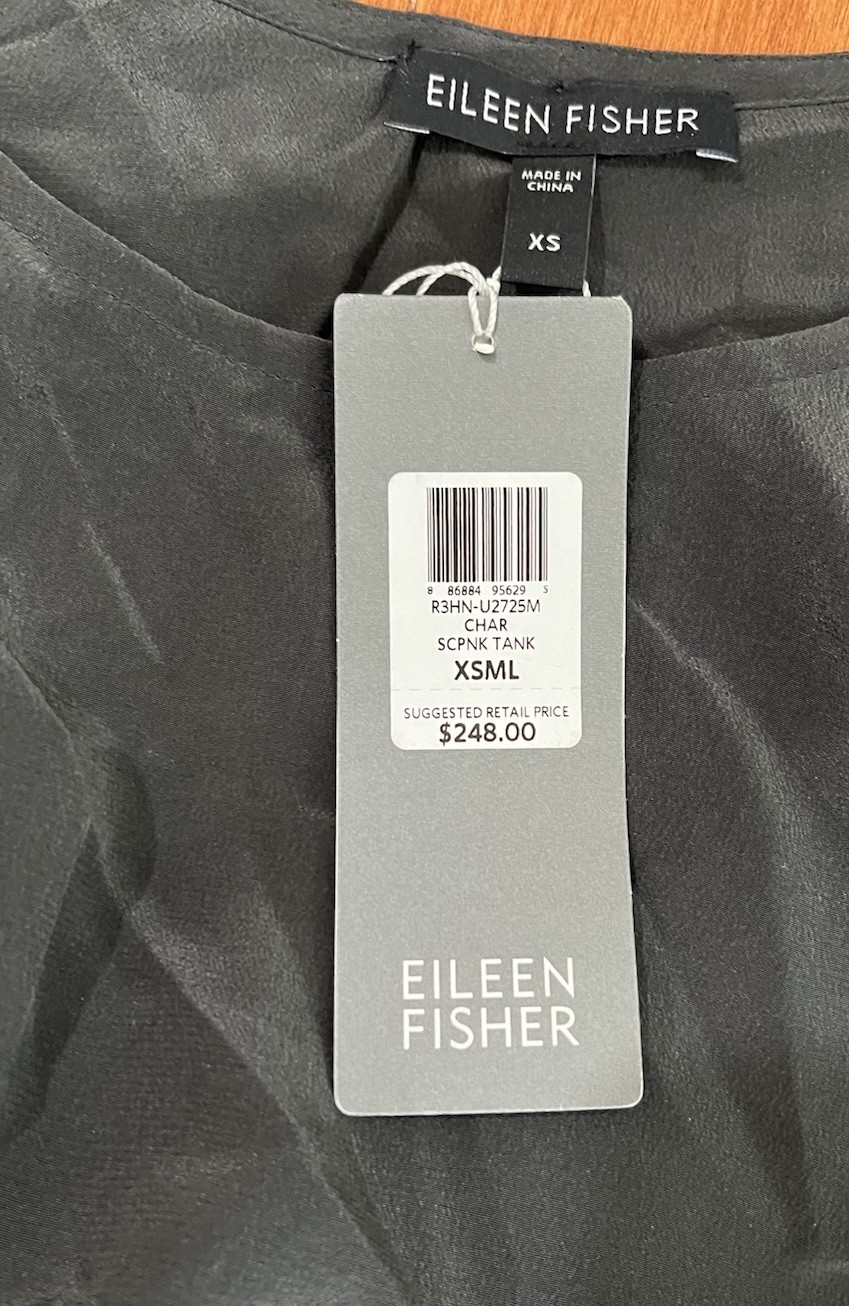 EILEEN FISHER
MADE IN
CHINA
XS
8 86884 95629 5
R3HN-U2725M
CHAR
SCPNK TANK
XSML
SUGGESTED RETAIL PRICE
$248.00
EILEEN
FISHER